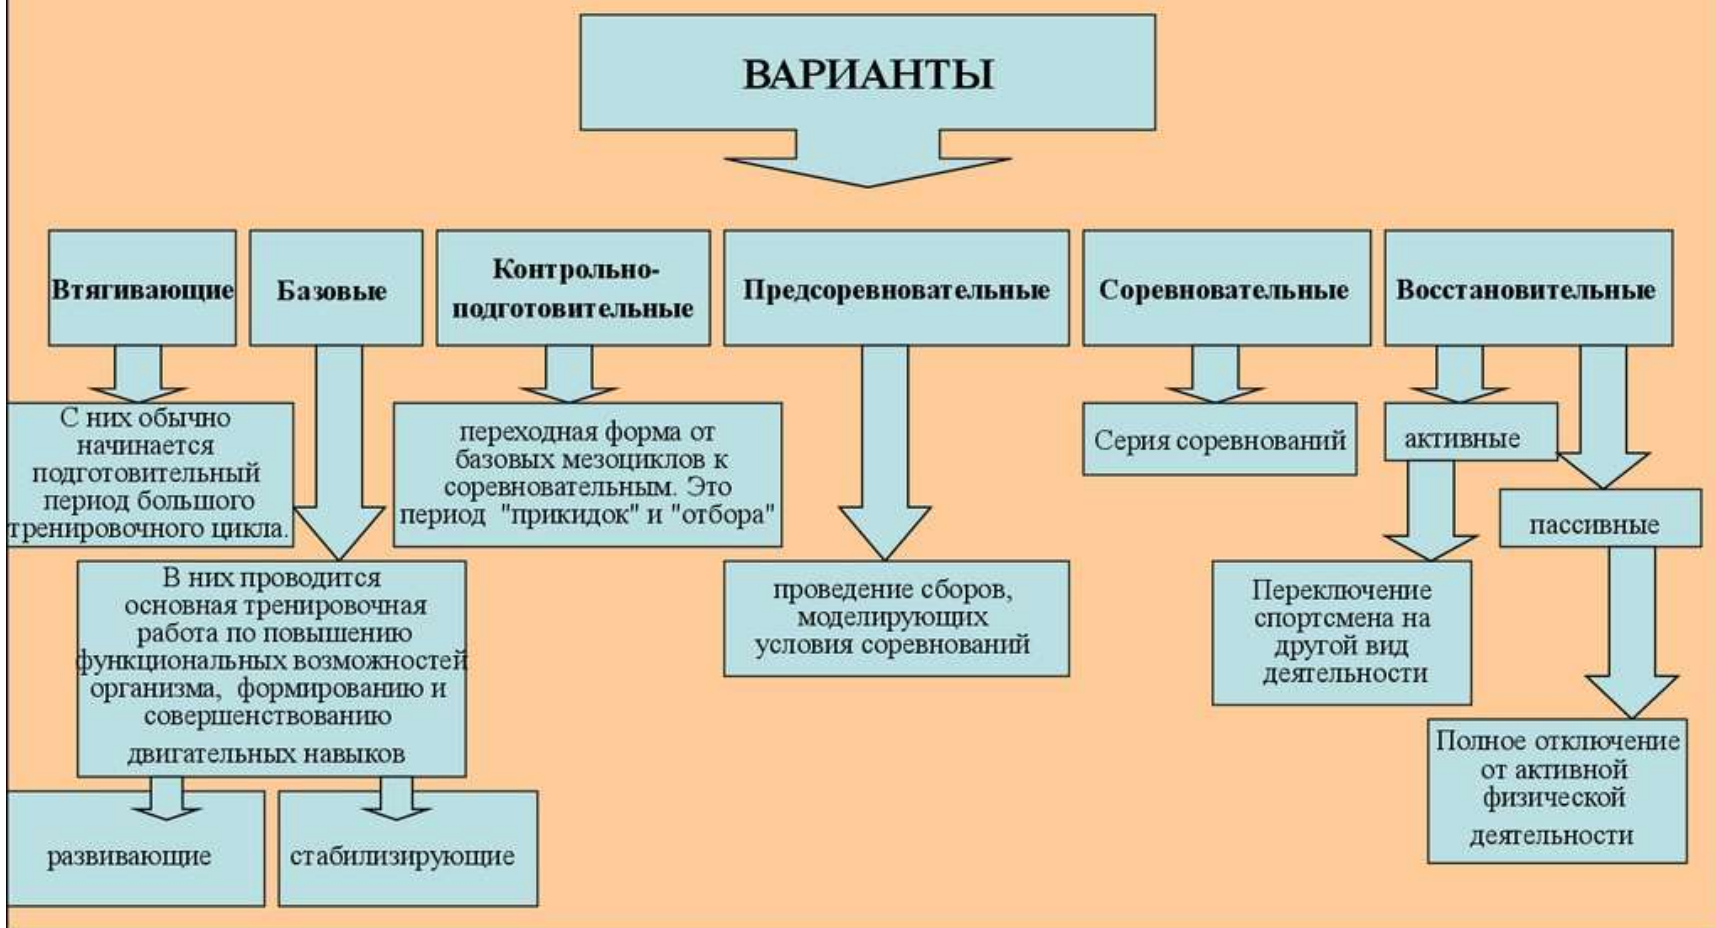 ВАРИАНТЫ
Втягивающие
Базовые
Контрольно-
подготовительные
Предсоревновательные
Соревновательные
Восстановительные
С них обычно
начинается
подготовительный
период большого
тренировочного цикла.
переходная форма от
базовых мезоциклов к
соревновательным. Это
период "прикидок" и "отбора"
Серия соревнований
активные
пассивные
В них проводится
основная тренировочная
работа по повышению
функциональных возможностей
организма, формированию и
совершенствованию
двигательных навыков
проведение сборов,
моделирующих
условия соревнований
Переключение
спортсмена на
другой вид
деятельности
Полное отключение
от активной
физической
деятельности
развивающие
стабилизирующие